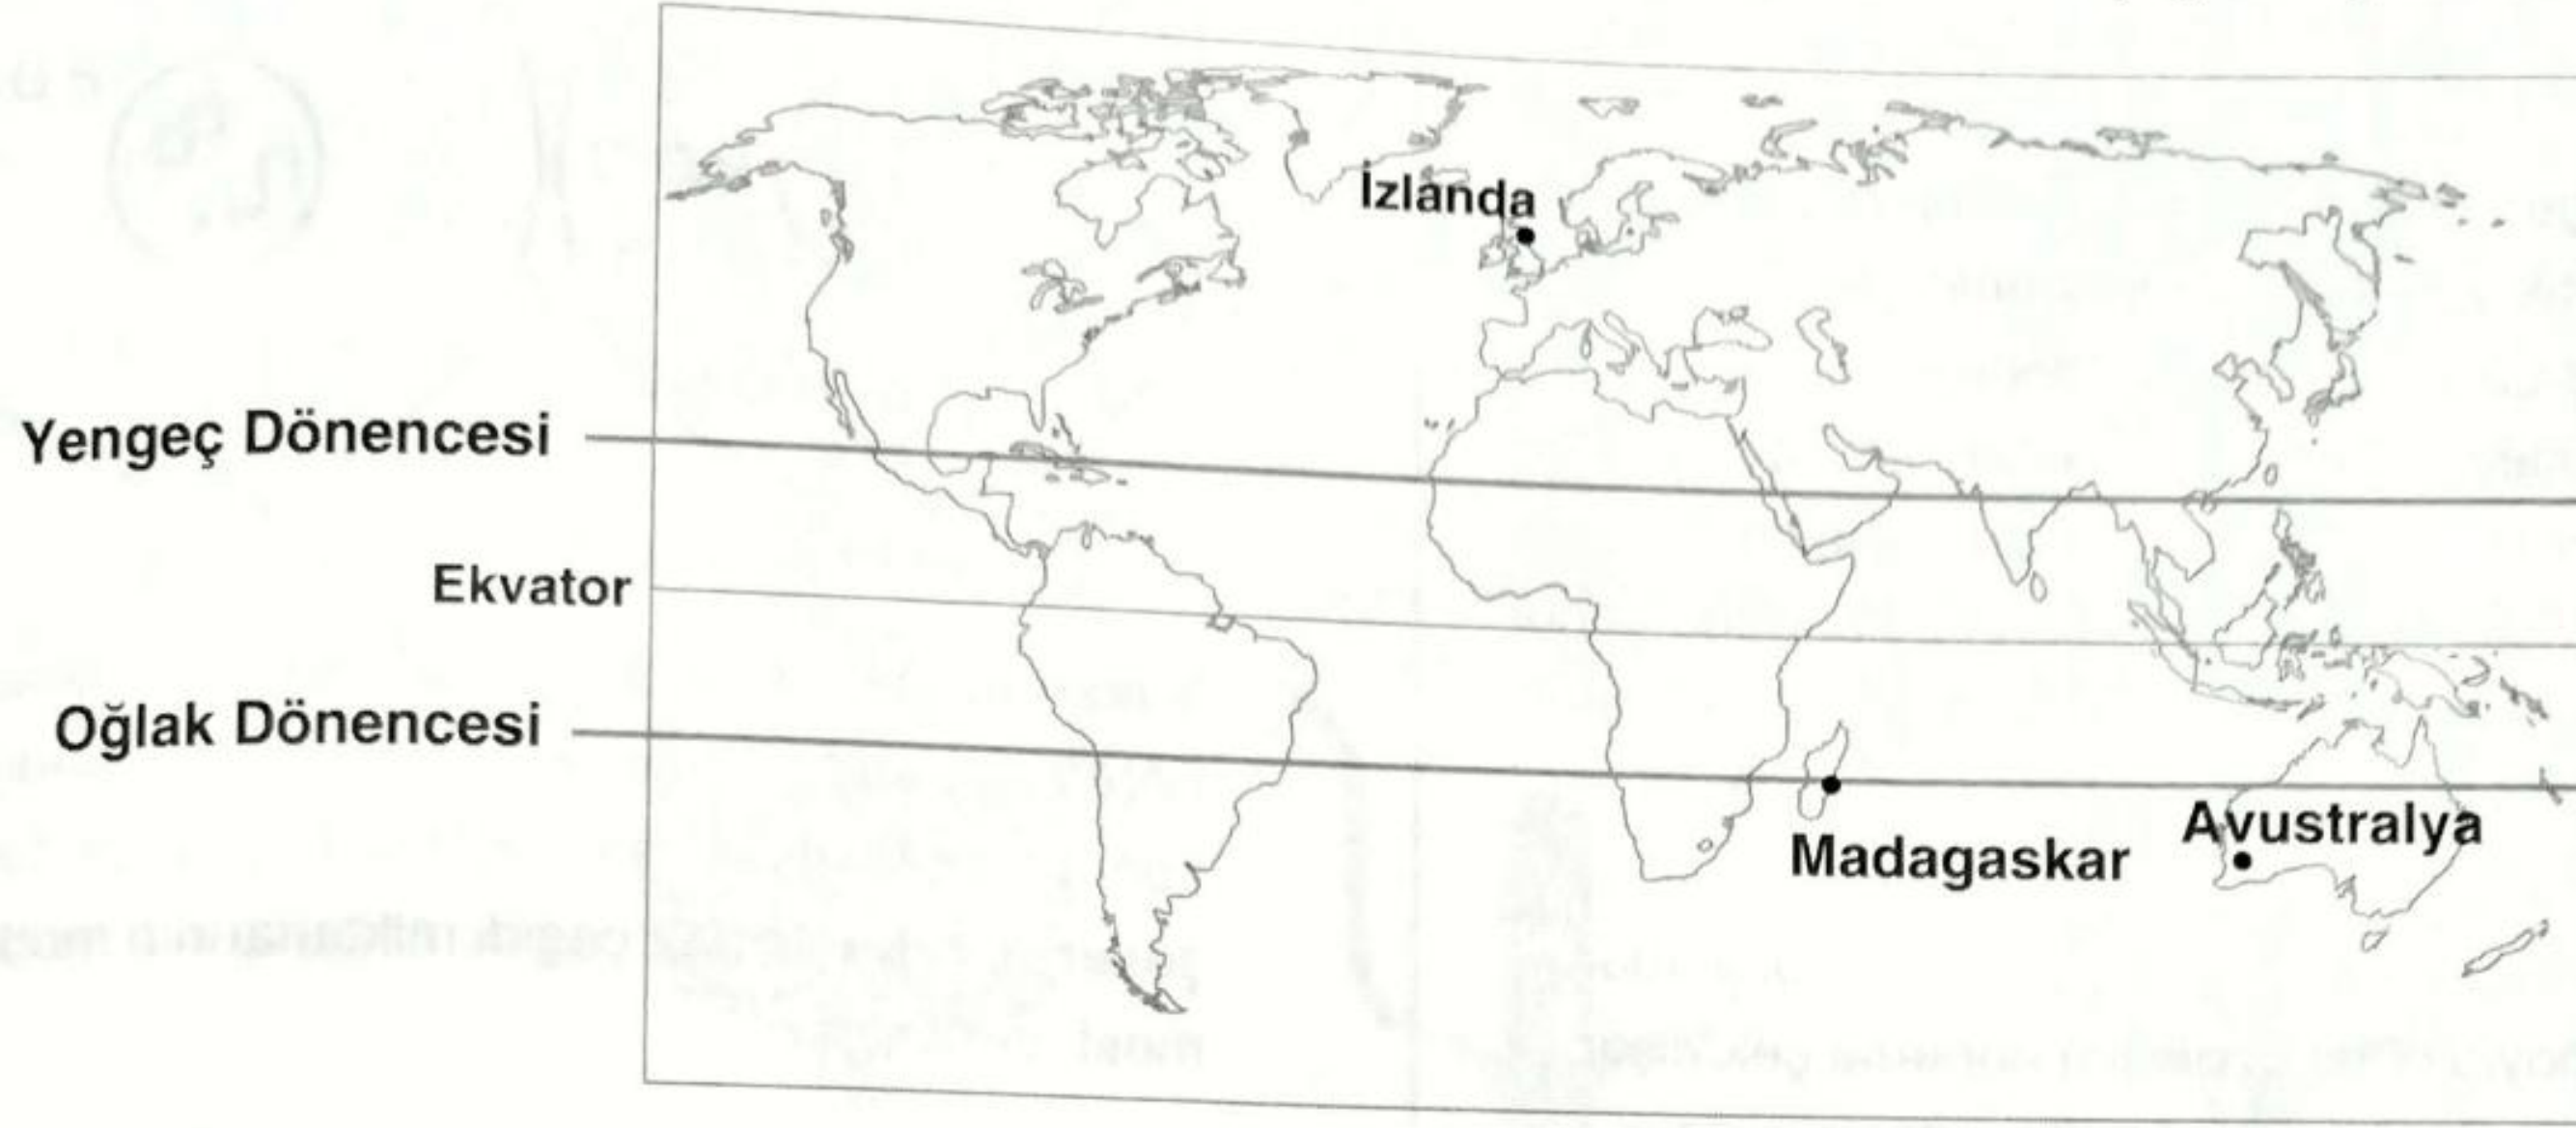 İzlanda
Yengeç Dönencesi
Ekvator
Oğlak Dönencesi
Avustralya
Madagaskar